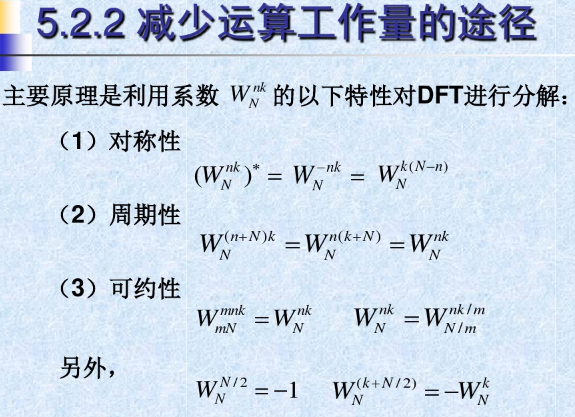 5.2.2 减少运算工作量的途径
主要原理是利用系数 $W_N^{nk}$ 的以下特性对DFT进行分解：
（1）对称性
$(W_N^{nk})^* = W_N^{-nk} = W_N^{k(N-n)}$
（2）周期性
$W_N^{(n+N)k} = W_N^{n(k+N)} = W_N^{nk}$
（3）可约性
$W_{mN}^{mnk} = W_N^{nk}$ $W_N^{nk} = W_{N/m}^{nk/m}$
另外，
$W_N^{N/2} = -1$ $W_N^{(k+N/2)} = -W_N^k$